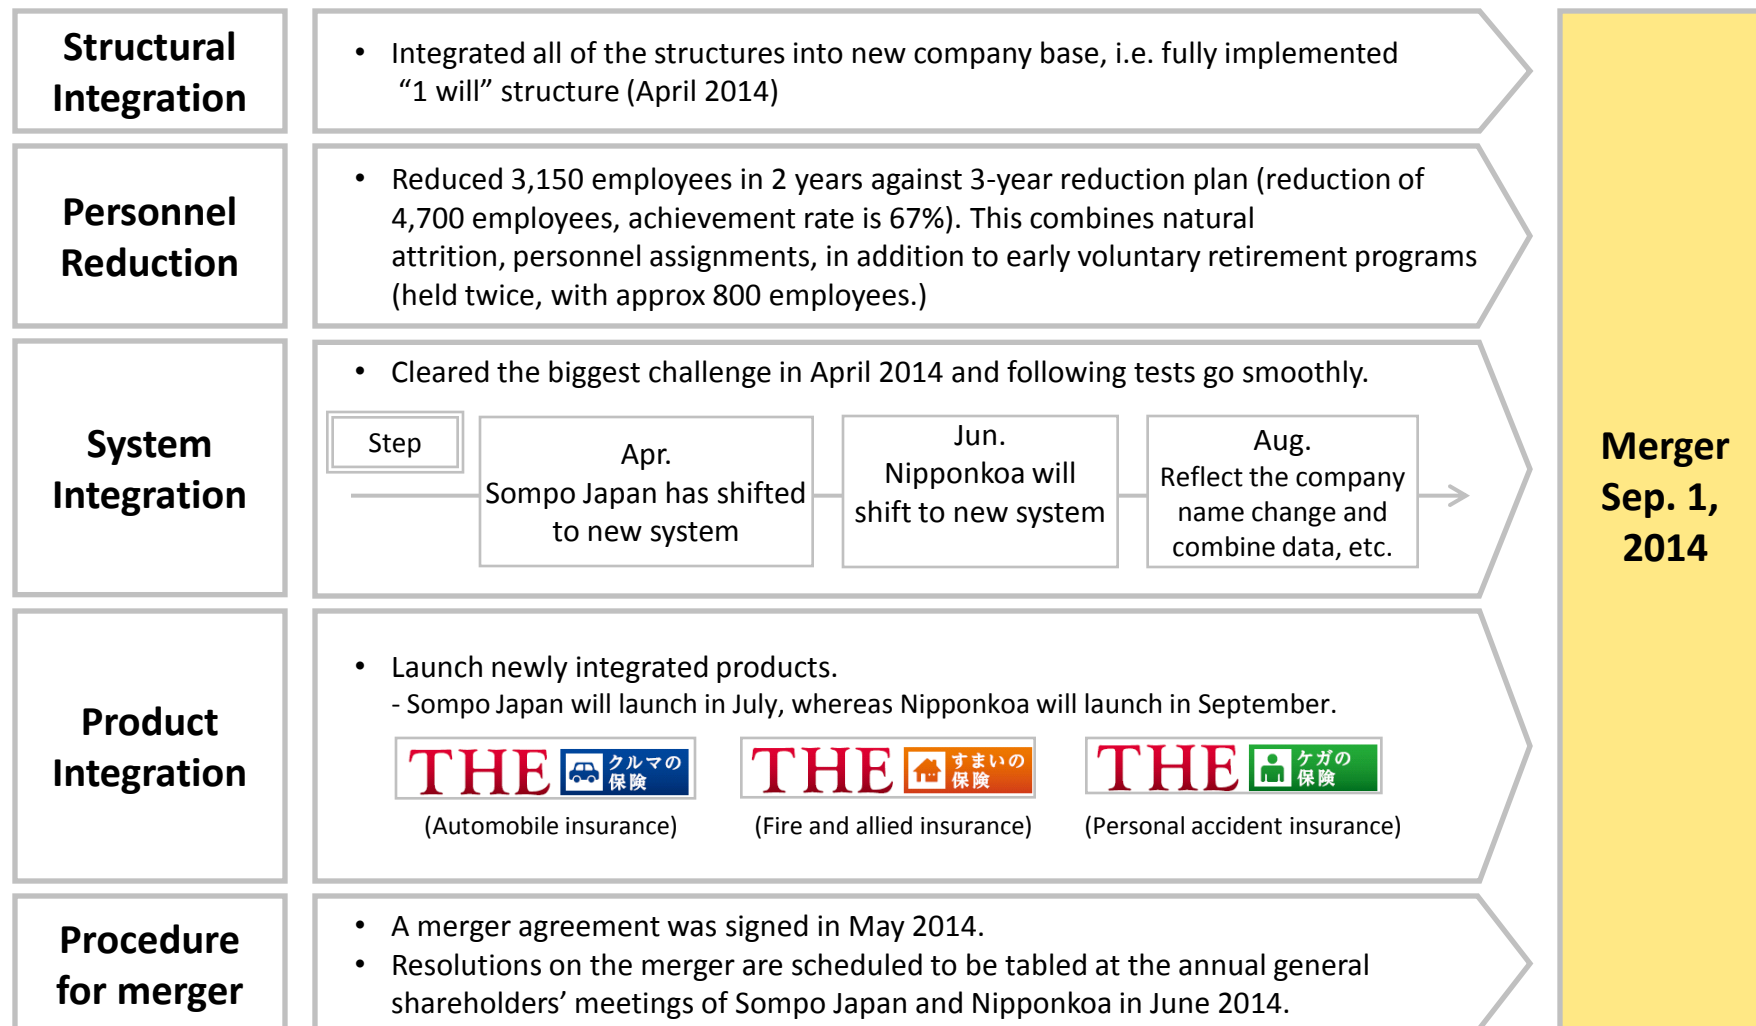 Structural
Integration
• Integrated all of the structures into new company base, i.e. fully implemented
“1 will” structure (April 2014)
Personnel
Reduction
• Reduced 3,150 employees in 2 years against 3-year reduction plan (reduction of
4,700 employees, achievement rate is 67%). This combines natural
attrition, personnel assignments, in addition to early voluntary retirement programs
(held twice, with approx 800 employees.)
System
Integration
• Cleared the biggest challenge in April 2014 and following tests go smoothly.
Step
Apr.
Sompo Japan has shifted
to new system
Jun.
Nipponkoa will
shift to new system
Aug.
Reflect the company
name change and
combine data, etc.
Product
Integration
• Launch newly integrated products.
- Sompo Japan will launch in July, whereas Nipponkoa will launch in September.
THE クルマの
保険
(Automobile insurance)
THE すまいの
保険
(Fire and allied insurance)
THE ケガの
保険
(Personal accident insurance)
Procedure
for merger
• A merger agreement was signed in May 2014.
• Resolutions on the merger are scheduled to be tabled at the annual general
shareholders’ meetings of Sompo Japan and Nipponkoa in June 2014.
Merger
Sep. 1,
2014